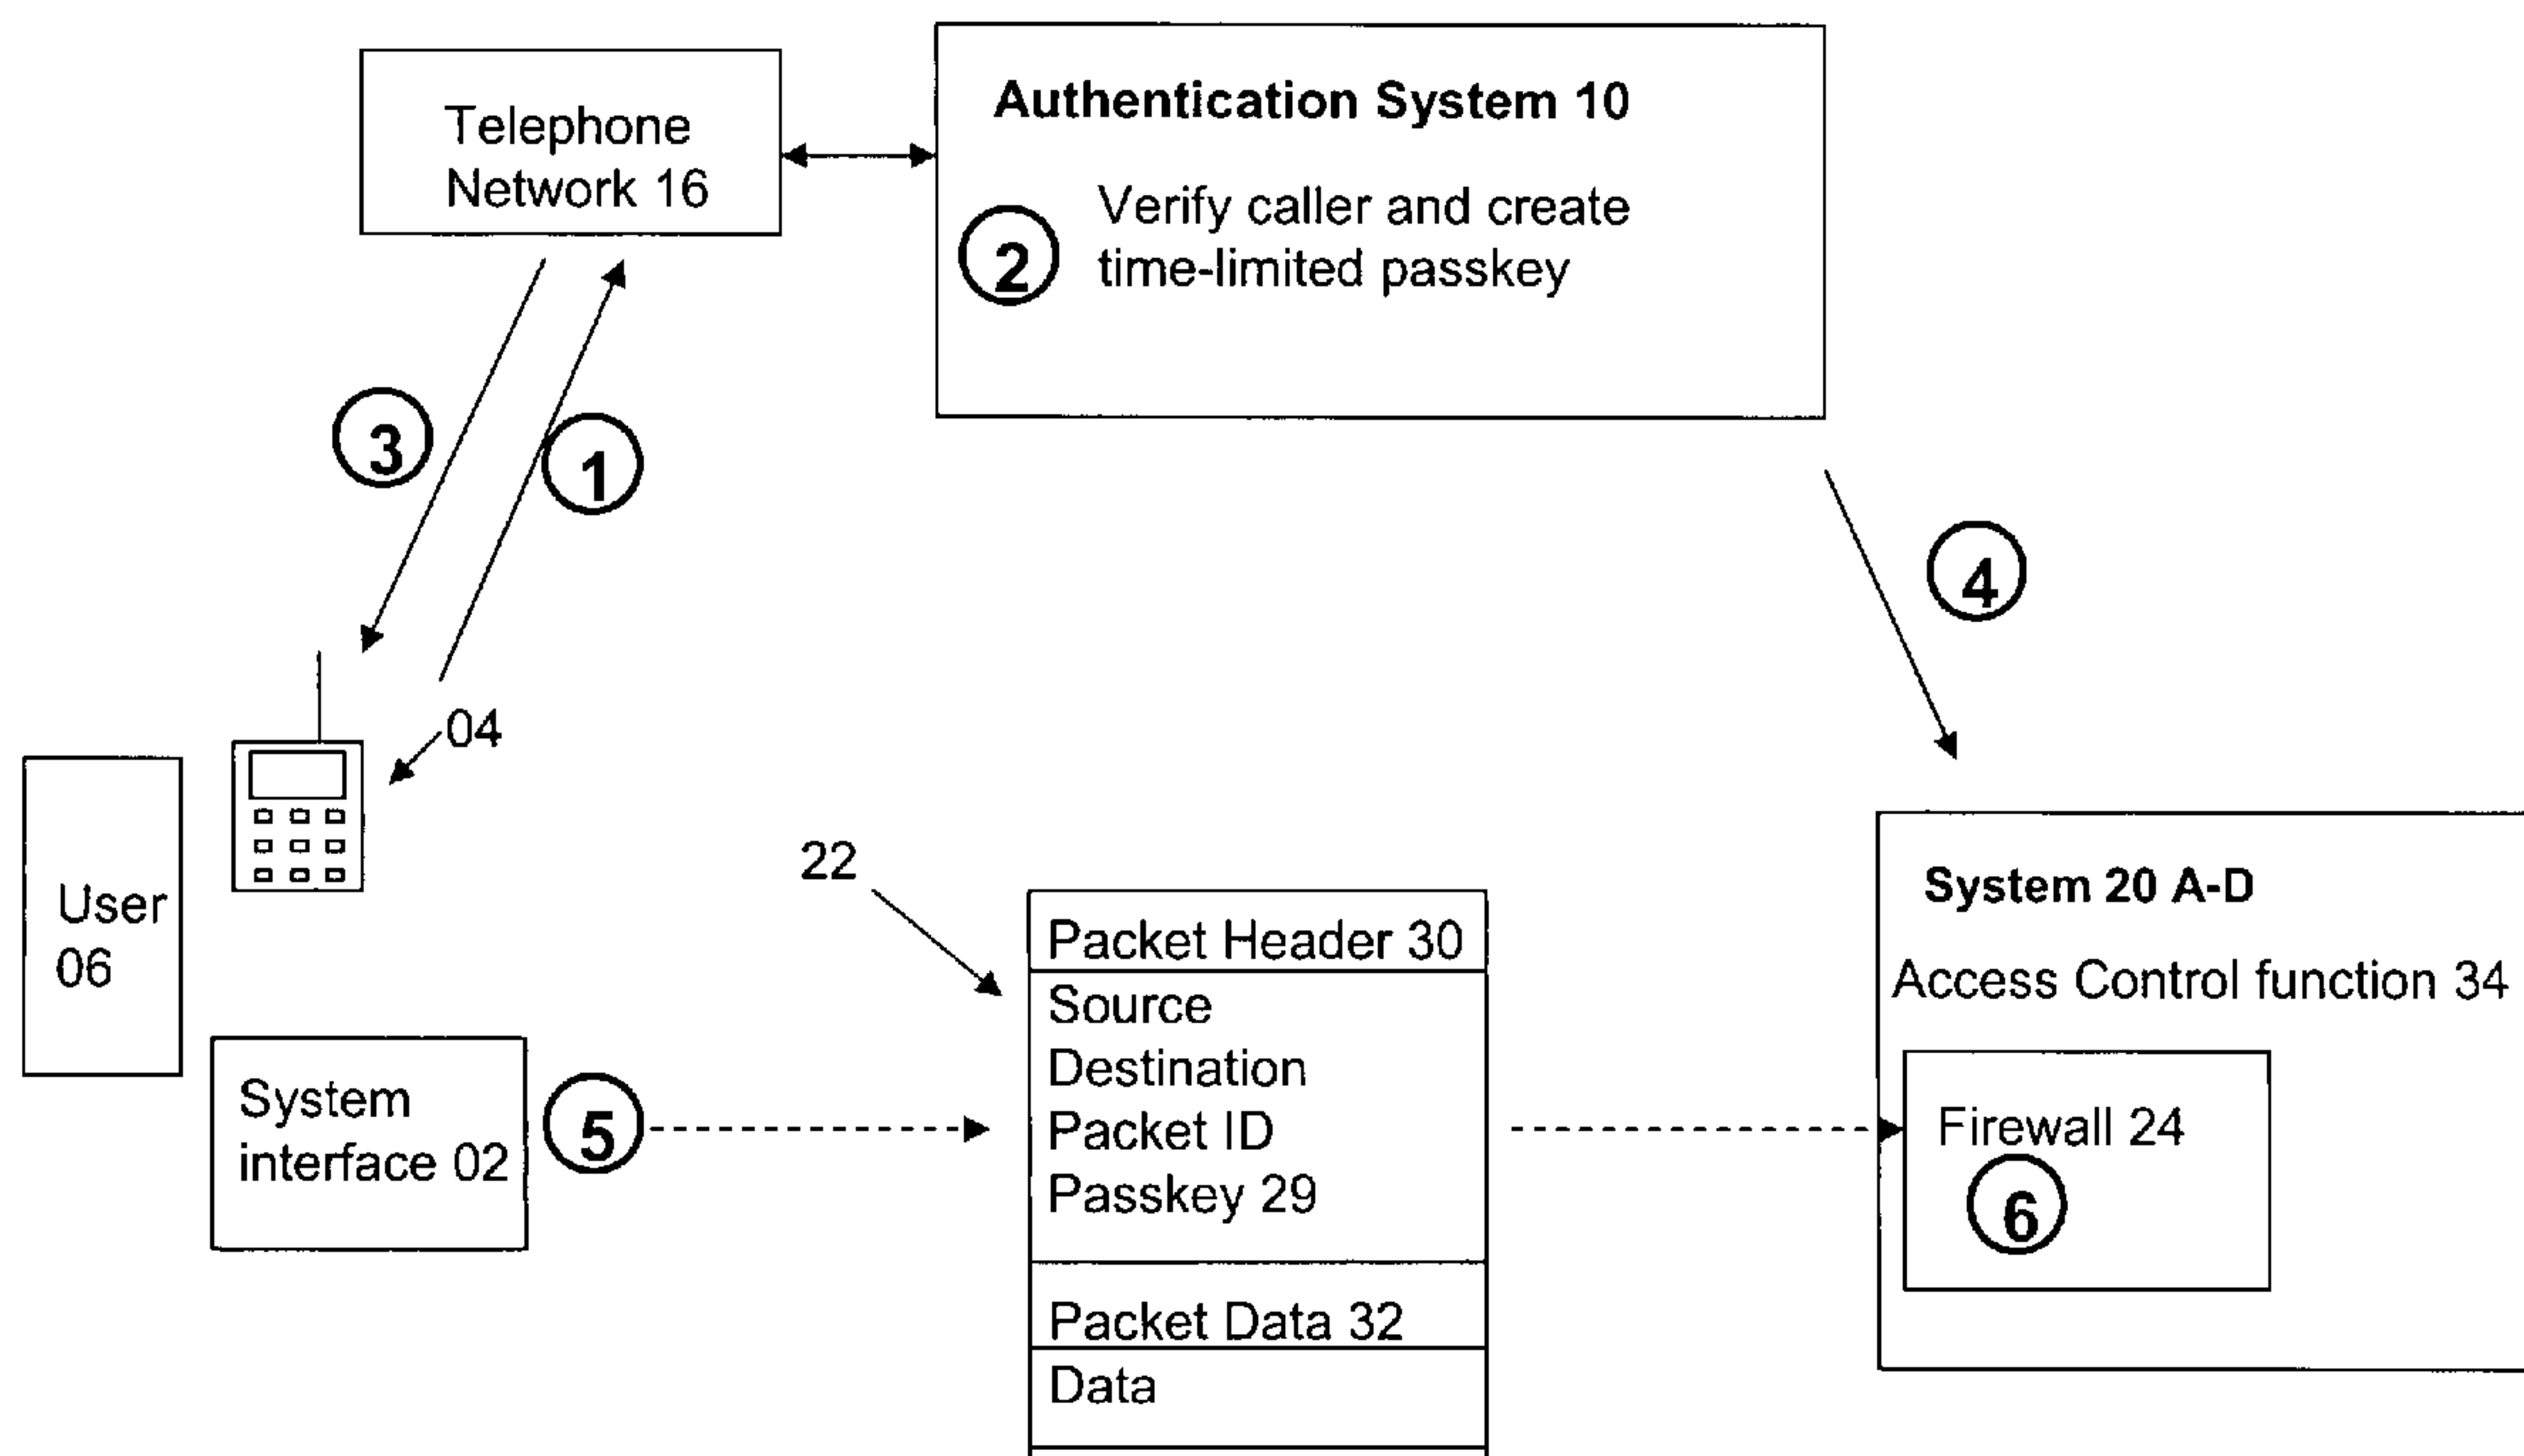 Telephone
Network 16
Authentication System 10
Verify caller and create
2
time-limited passkey
3
1
4
04
User
06
System
interface 02
5
22
Packet Header 30
Source
Destination
Packet ID
Passkey 29
Packet Data 32
Data
System 20 A-D
Access Control function 34
Firewall 24
6